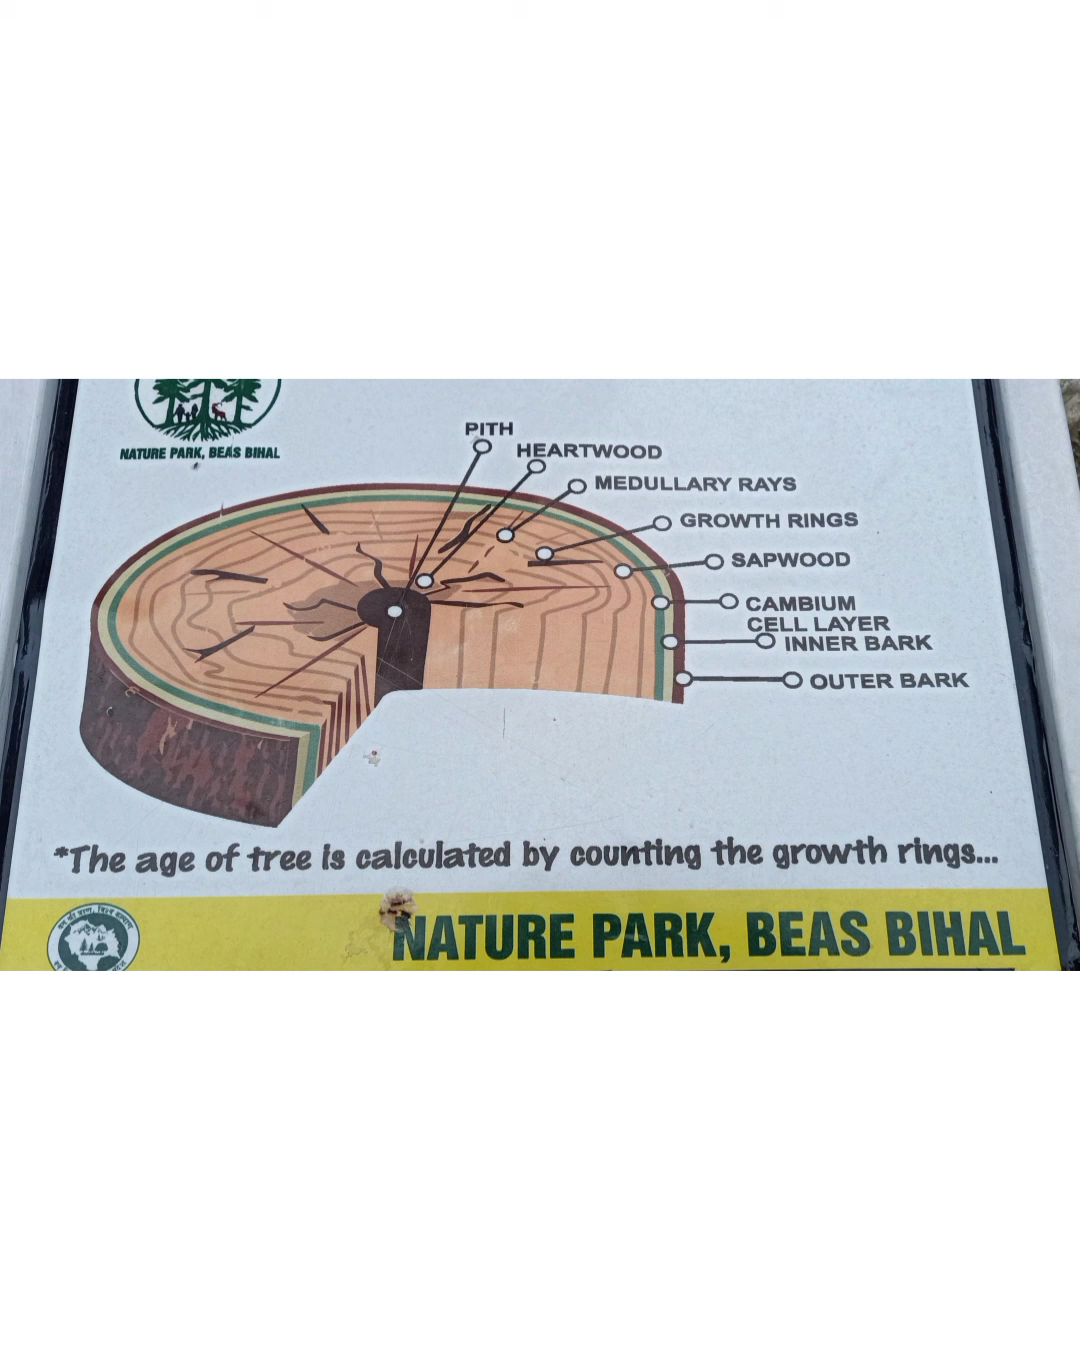 NATURE PARK, BEAS BIHAL
PITH
HEARTWOOD
MEDULLARY RAYS
GROWTH RINGS
SAPWOOD
CAMBIUM
CELL LAYER
INNER BARK
OUTER BARK
*The age of tree is calculated by counting the growth rings...
NATURE PARK, BEAS BIHAL